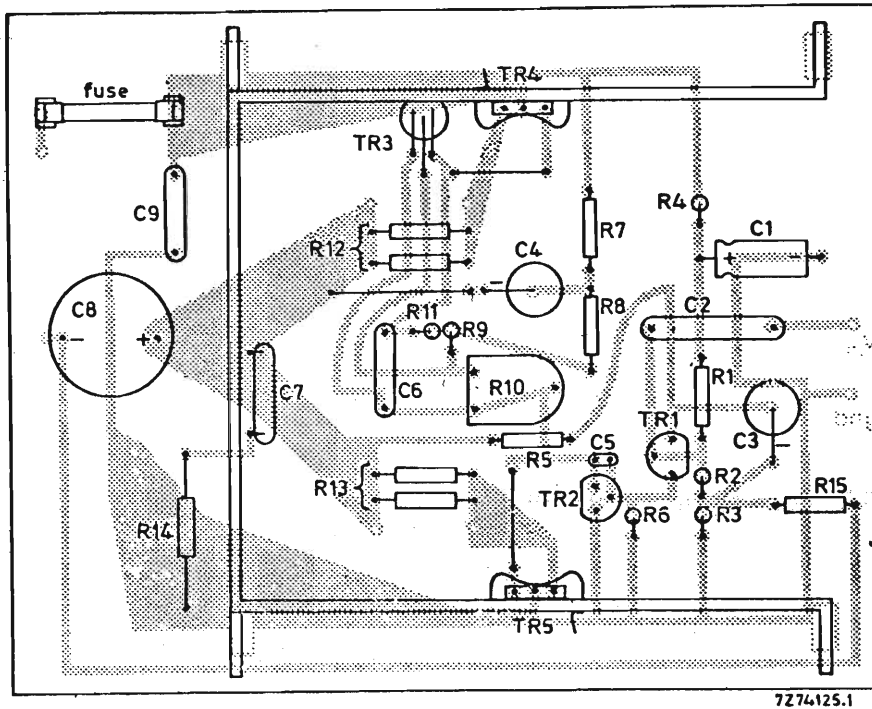 fuse
TR4
TR3
C9
R4
C1
R7
R12
C4
C8
R8
C2
R11
R9
- +
C7
C6
R10
R1
TR1
C3
R5
C5
R13
R2
TR2
R15
R14
R6
R3
TR5
7Z74125.1